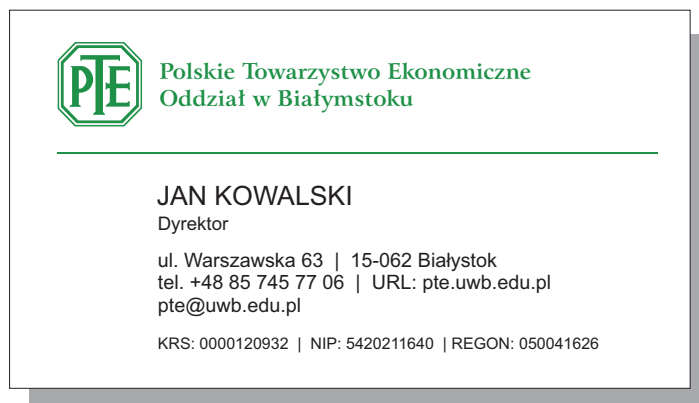 PTE
Polskie Towarzystwo Ekonomiczne
Oddział w Białymstoku
JAN KOWALSKI
Dyrektor
ul. Warszawska 63 | 15-062 Białystok
tel. +48 85 745 77 06 | URL: pte.uwb.edu.pl
pte@uwb.edu.pl
KRS: 0000120932 | NIP: 5420211640 | REGON: 050041626